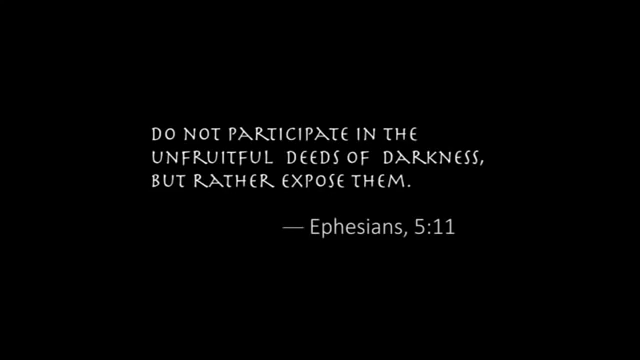 DO NOT PARTICIPATE IN THE
UNFRUITFUL DEEDS OF DARKNESS,
BUT RATHER EXPOSE THEM.
— Ephesians, 5:11